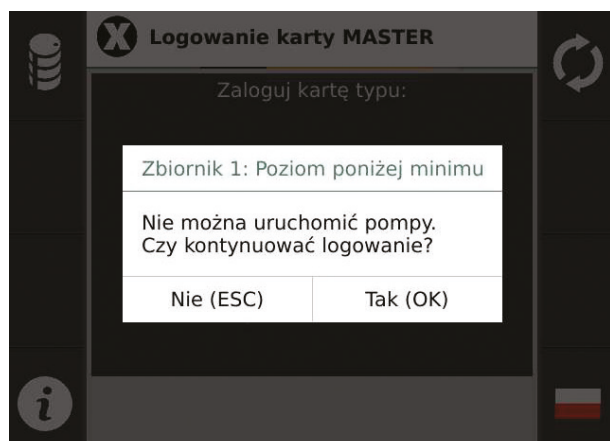 Logowanie karty MASTER
Zaloguj kartę typu:
Zbiornik 1: Poziom poniżej minimu
Nie można uruchomić pompy.
Czy kontynuować logowanie?
Nie (ESC)
Tak (OK)